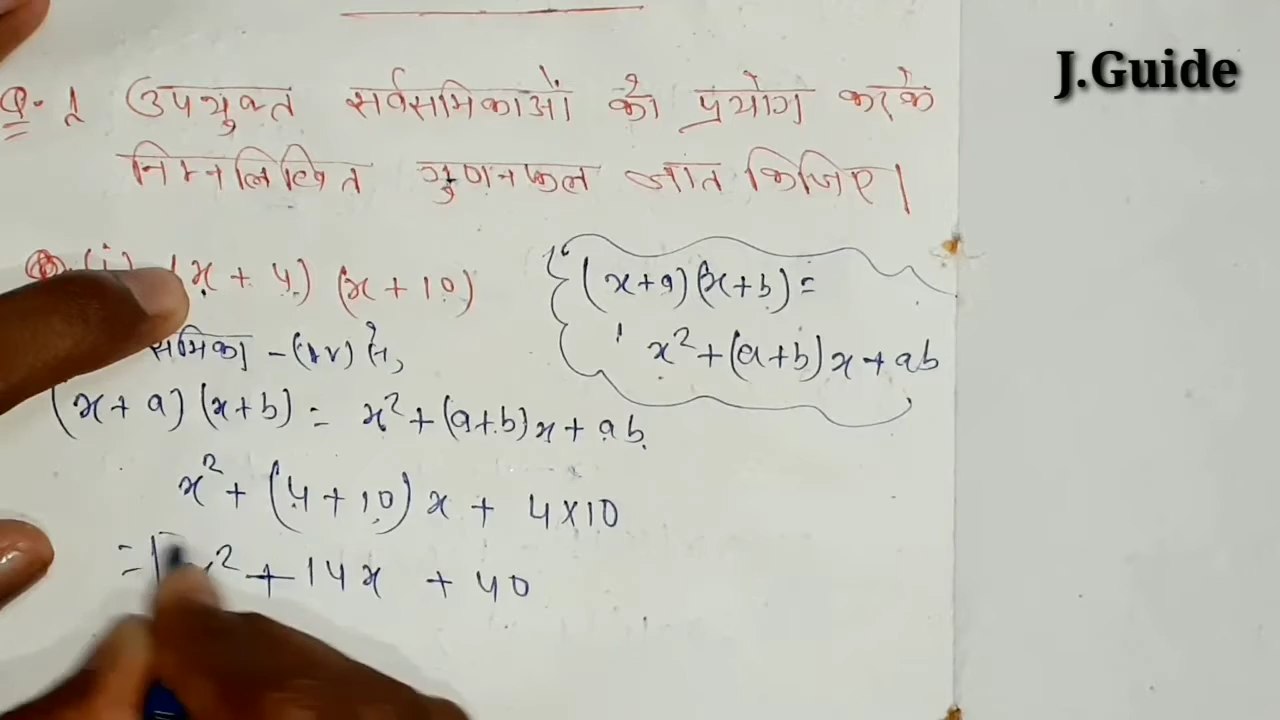 J.Guide
Q. 1 उपयुक्त सर्वसमिकाओं का प्रयोग करके
निम्नलिखित गुणनफल ज्ञात किजिए।
(i) (x + 4) (x + 10)
(x+a)(x+b) =
x² + (a+b)x + ab
समिका - (iv) से,
(x + a) (x + b) = x² + (a+b)x + ab
x² + (4 + 10) x + 4×10
= x² + 14x + 40